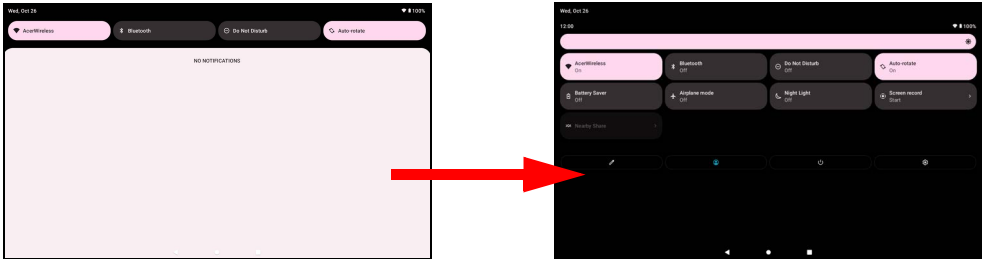 Wed, Oct 26
100%
AcerWireless
Bluetooth
Do Not Disturb
Auto-rotate
NO NOTIFICATIONS
Wed, Oct 26
12:00
100%
AcerWireless
On
Bluetooth
Off
Do Not Disturb
Off
Auto-rotate
On
Battery Saver
Off
Airplane mode
Off
Night Light
Off
Screen record
Start
Nearby Share